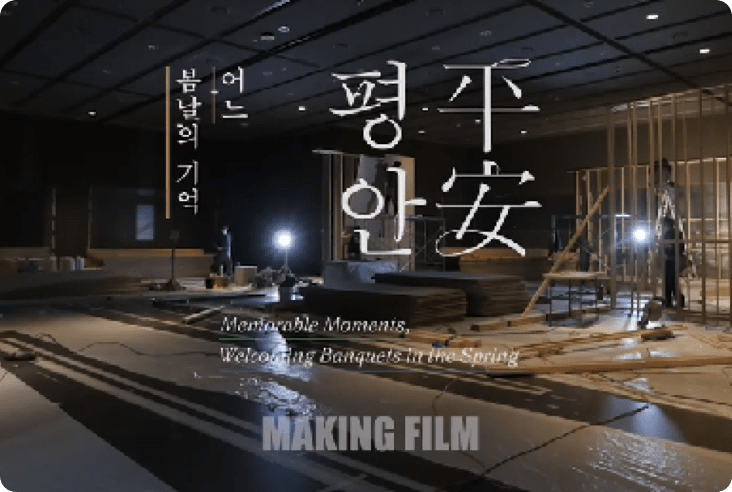 平安
평안
어느
봄날의 기억
Memorable Moments,
Welcoming Banquets in the Spring
MAKING FILM